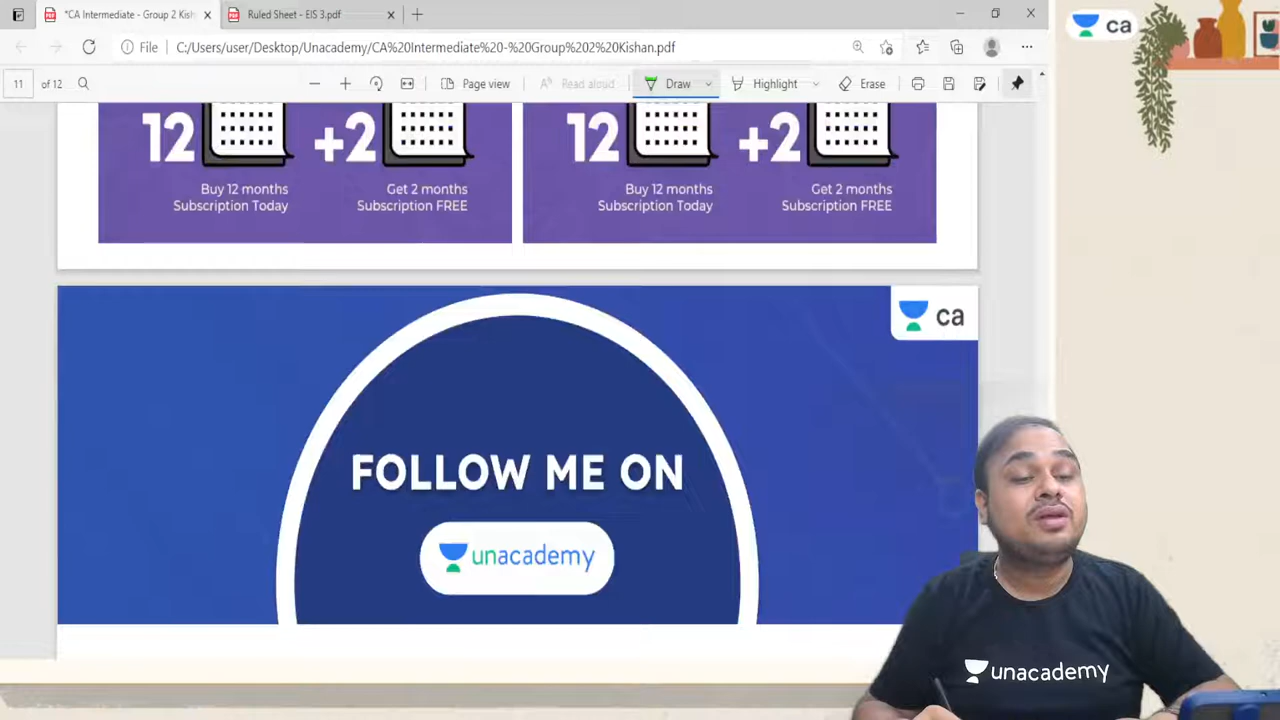 *CA Intermediate - Group 2 Kish
Ruled Sheet - EIS 3.pdf
File
C:/Users/user/Desktop/Unacademy/CA%20Intermediate%20-%20Group%202%20Kishan.pdf
11 of 12
Page view
Read aloud
Draw
Highlight
Erase
ca
12 +2 12 +2
Buy 12 months
Subscription Today
Get 2 months
Subscription FREE
Buy 12 months
Subscription Today
Get 2 months
Subscription FREE
ca
FOLLOW ME ON
unacademy
unacademy